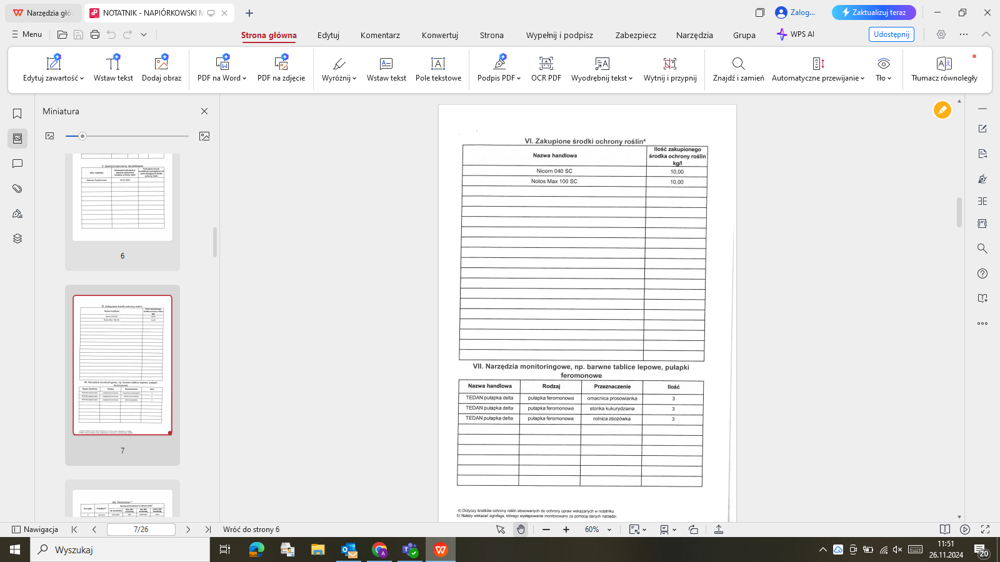 Narzędzia głó
NOTATNIK - NAPIÓRKOWSKI M
Zalog...
Zaktualizuj teraz
Menu
Strona główna
Edytuj
Komentarz
Konwertuj
Strona
Wypełnij i podpisz
Zabezpiecz
Narzędzia
Grupa
WPS AI
Udostępnij
Edytuj zawartość
Wstaw tekst
Dodaj obraz
PDF na Word
PDF na zdjęcie
Wyróżnij
Wstaw tekst
Pole tekstowe
Podpis PDF
OCR PDF
Wyodrębnij tekst
Wytnij i przypnij
Znajdź i zamień
Automatyczne przewijanie
Tło
Tłumacz równoległy
Miniatura
6
7
VI. Zakupione środki ochrony roślin⁴
Nazwa handlowa
Ilość zakupionego środka ochrony roślin kg/l
Nicorn 040 SC 10,00
Notos Max 100 SC 10,00
VII. Narzędzia monitoringowe, np. barwne tablice lepowe, pułapki
feromonowe
Nazwa handlowa Rodzaj Przeznaczenie Ilość
TEDAN pułapka delta pułapka feromonowa omacnica prosowianka 3
TEDAN pułapka delta pułapka feromonowa stonka kukurydziana 3
TEDAN pułapka delta pułapka feromonowa rolnica zbożówka 3
4) Dotyczy środków ochrony roślin stosowanych do ochrony upraw wskazanych w notatniku.
5) Należy wskazać agrofaga, którego występowanie monitorowano za pomocą danych narzędzi.
Nawigacja
7/26
Wróć do strony 6
60%
Wyszukaj
11:51
26.11.2024
20